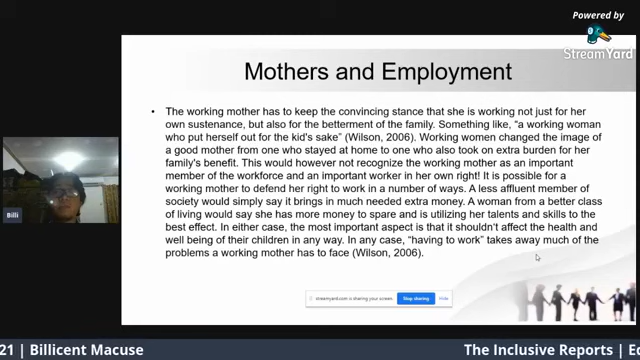 Powered by
StreamYard
Mothers and Employment
• The working mother has to keep the convincing stance that she is working not just for her
own sustenance, but also for the betterment of the family. Something like, “a working woman
who put herself out for the kid's sake” (Wilson, 2006). Working women changed the image of
a good mother from one who stayed at home to one who also took on extra burden for her
family's benefit. This would however not recognize the working mother as an important
member of the workforce and an important worker in her own right! It is possible for a
working mother to defend her right to work in a number of ways. A less affluent member of
society would simply say it brings in much needed extra money. A woman from a better class
of living would say she has more money to spare and is utilizing her talents and skills to the
best effect. In either case, the most important aspect is that it shouldn't affect the health and
well being of their children in any way. In any case, “having to work” takes away much of the
problems a working mother has to face (Wilson, 2006).
Billi
streamyard.com is sharing your screen. Stop sharing Hide
21 | Billicent Macuse The Inclusive Reports | Ec